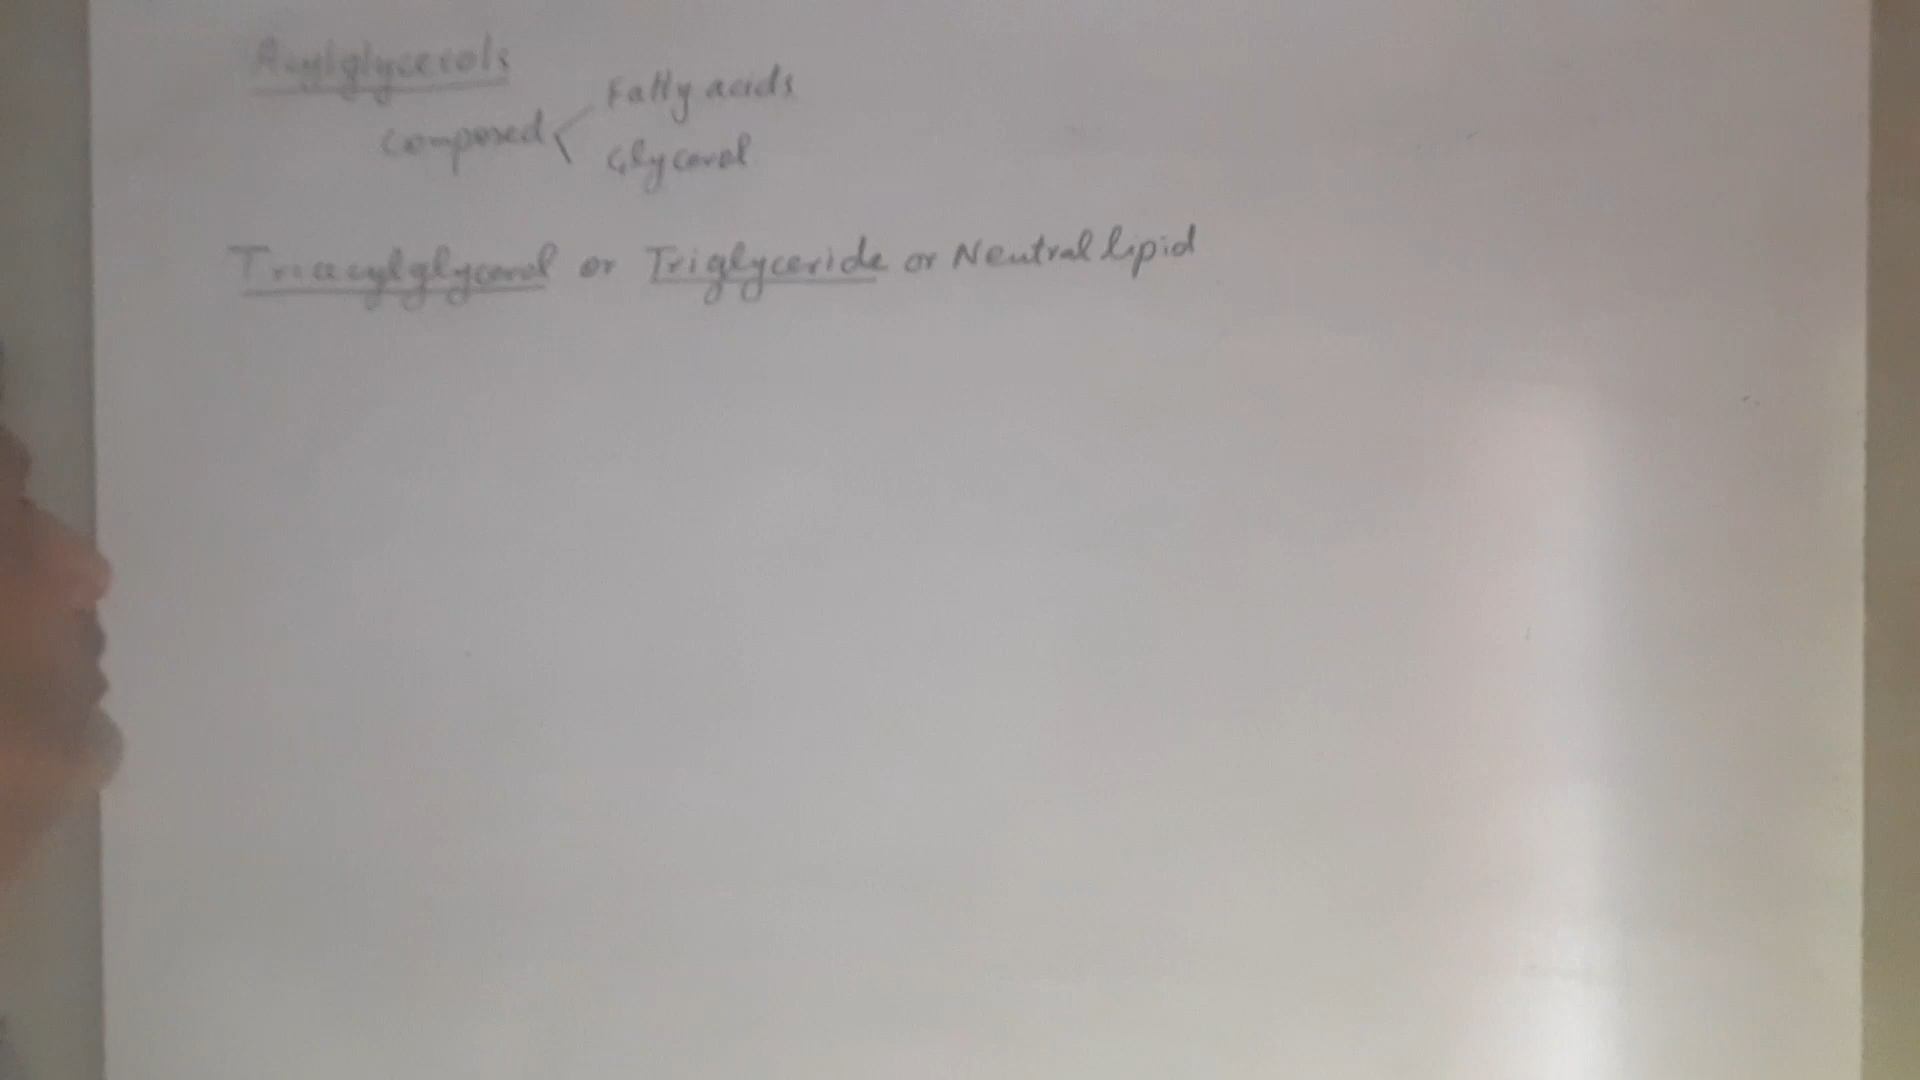 Acylglycerols
Composed < Fatty acids
Glycerol
Triacylglycerol or Triglyceride or Neutral lipid